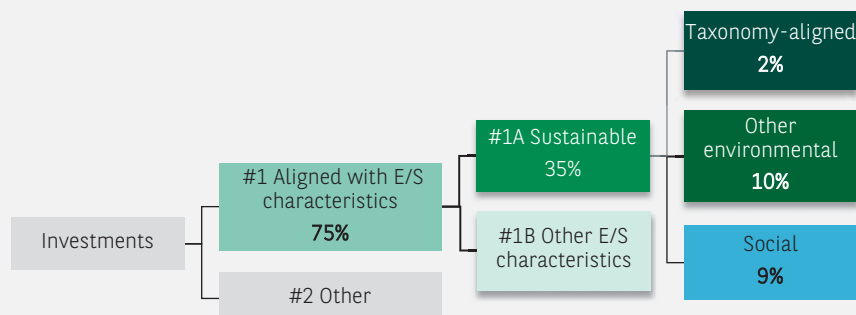 Investments
#1 Aligned with E/S
characteristics
75%
#2 Other
#1A Sustainable
35%
#1B Other E/S
characteristics
Taxonomy-aligned
2%
Other
environmental
10%
Social
9%